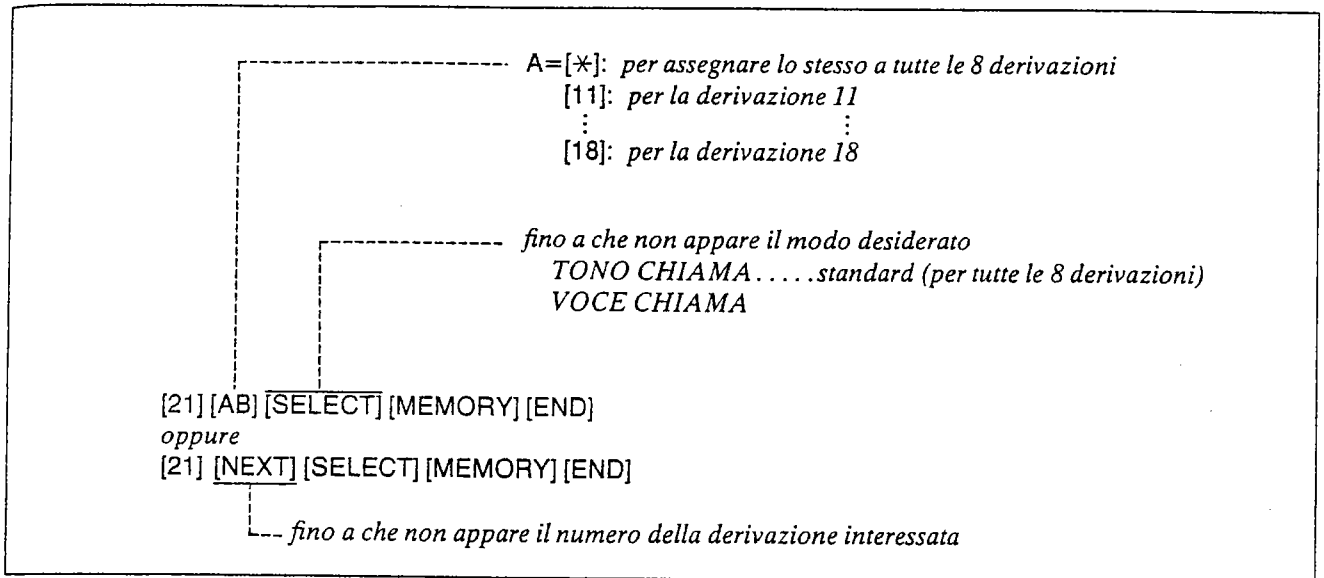 A=[*]: per assegnare lo stesso a tutte le 8 derivazioni
[11]: per la derivazione 11
⋮ ⋮
[18]: per la derivazione 18
fino a che non appare il modo desiderato
TONO CHIAMA.....standard (per tutte le 8 derivazioni)
VOCE CHIAMA
[21] [AB] [SELECT] [MEMORY] [END]
oppure
[21] [NEXT] [SELECT] [MEMORY] [END]
fino a che non appare il numero della derivazione interessata